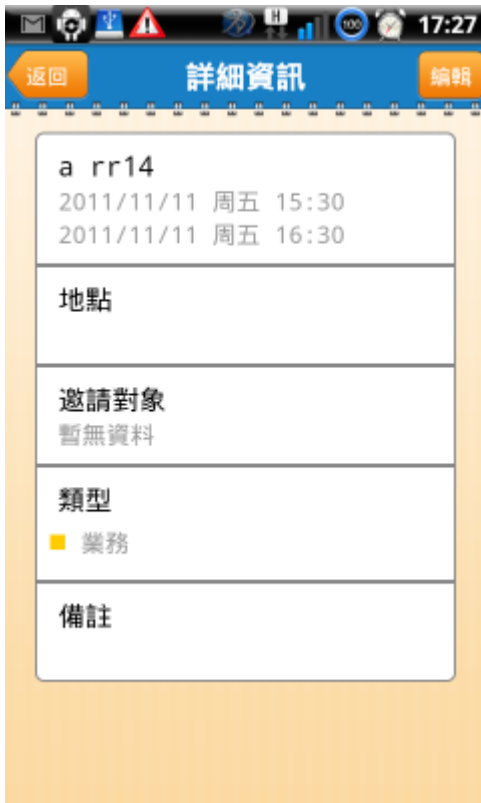 100
H
17:27
返回
詳細資訊
編輯
a rr14
2011/11/11 周五 15:30
2011/11/11 周五 16:30
地點
邀請對象
暫無資料
類型
業務
備註